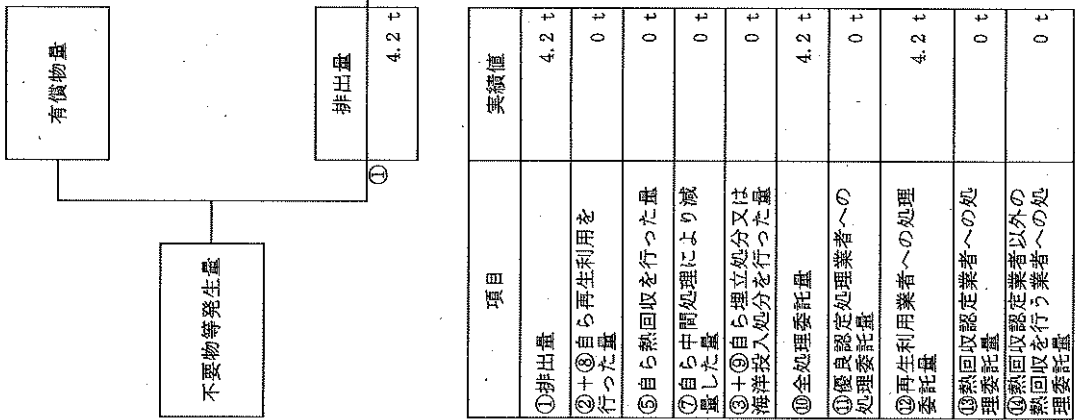 不要物等発生量
有償物量
排出量
①
4.2 t
項目
実績値
①排出量
4.2 t
②+⑧自ら再生利用を
行った量
0 t
⑤自ら熱回収を行った量
0 t
⑦自ら中間処理により減
量した量
0 t
③+⑨自ら埋立処分又は
海洋投入処分を行った量
0 t
⑩全処理委託量
4.2 t
⑪優良認定処理業者への
処理委託量
0 t
⑫再生利用業者への処理
委託量
4.2 t
⑬熱回収認定業者への処
理委託量
0 t
⑭熱回収認定業者以外の
熱回収を行う業者への処
理委託量
0 t